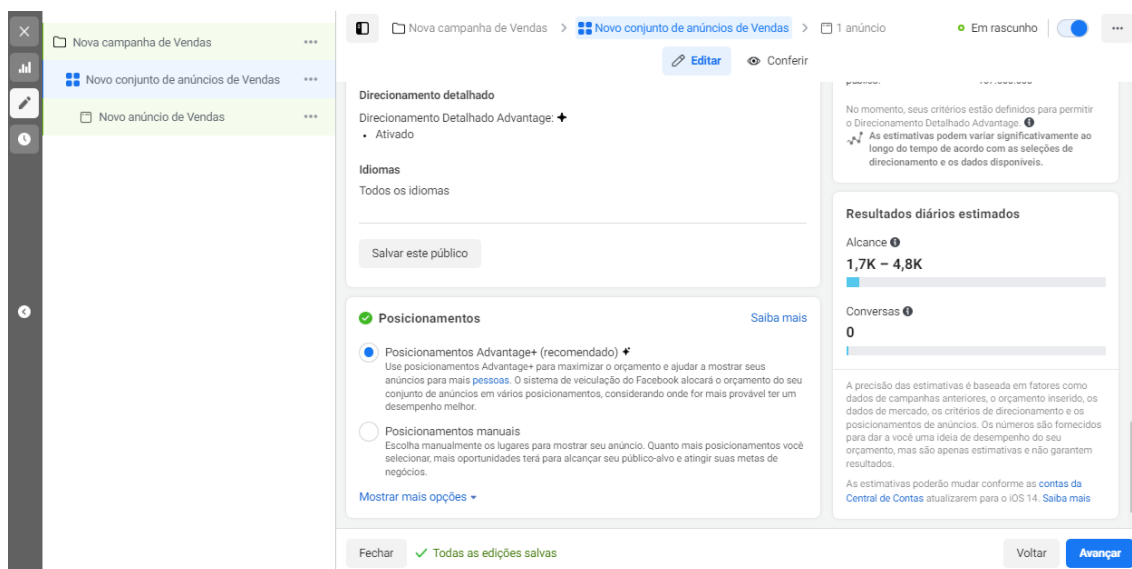 Nova campanha de Vendas
Novo conjunto de anúncios de Vendas
Novo anúncio de Vendas
Nova campanha de Vendas > Novo conjunto de anúncios de Vendas > 1 anúncio
Em rascunho
Editar
Conferir
Direcionamento detalhado
Direcionamento Detalhado Advantage:
• Ativado
Idiomas
Todos os idiomas
Salvar este público
Posicionamentos
Saiba mais
Posicionamentos Advantage+ (recomendado)
Use posicionamentos Advantage+ para maximizar o orçamento e ajudar a mostrar seus
anúncios para mais pessoas. O sistema de veiculação do Facebook alocará o orçamento do seu
conjunto de anúncios em vários posicionamentos, considerando onde for mais provável ter um
desempenho melhor.
Posicionamentos manuais
Escolha manualmente os lugares para mostrar seu anúncio. Quanto mais posicionamentos você
selecionar, mais oportunidades terá para alcançar seu público-alvo e atingir suas metas de
negócios.
Mostrar mais opções
No momento, seus critérios estão definidos para permitir
o Direcionamento Detalhado Advantage.
As estimativas podem variar significativamente ao
longo do tempo de acordo com as seleções de
direcionamento e os dados disponíveis.
Resultados diários estimados
Alcance
1,7K – 4,8K
Conversas
0
A precisão das estimativas é baseada em fatores como
dados de campanhas anteriores, o orçamento inserido, os
dados de mercado, os critérios de direcionamento e os
posicionamentos de anúncios. Os números são fornecidos
para dar a você uma ideia de desempenho do seu
orçamento, mas são apenas estimativas e não garantem
resultados.
As estimativas poderão mudar conforme as contas da
Central de Contas atualizarem para o iOS 14. Saiba mais
Fechar
Todas as edições salvas
Voltar
Avançar